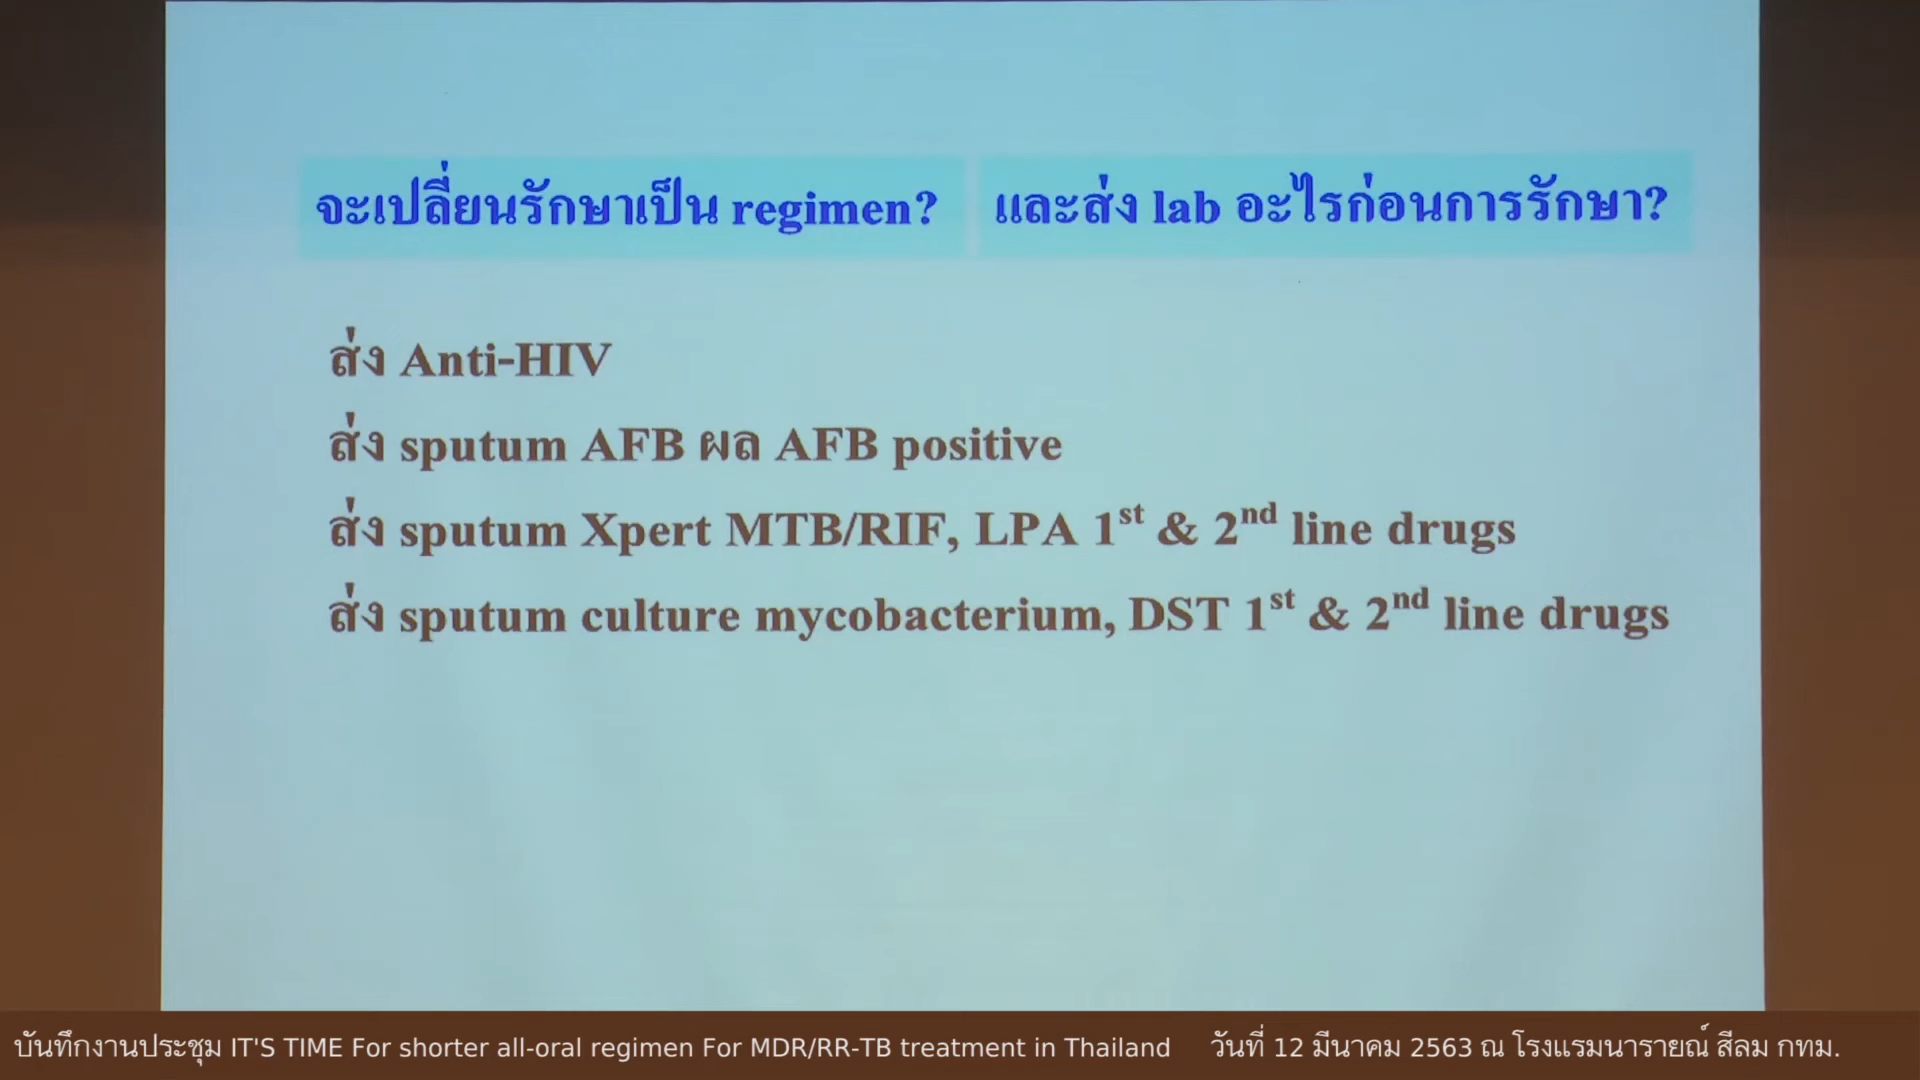 จะเปลี่ยนรักษาเป็น regimen? และส่ง lab อะไรก่อนการรักษา?
ส่ง Anti-HIV
ส่ง sputum AFB ผล AFB positive
ส่ง sputum Xpert MTB/RIF, LPA 1st & 2nd line drugs
ส่ง sputum culture mycobacterium, DST 1st & 2nd line drugs
บันทึกงานประชุม IT'S TIME For shorter all-oral regimen For MDR/RR-TB treatment in Thailand วันที่ 12 มีนาคม 2563 ณ โรงแรมนารายณ์ สีลม กทม.